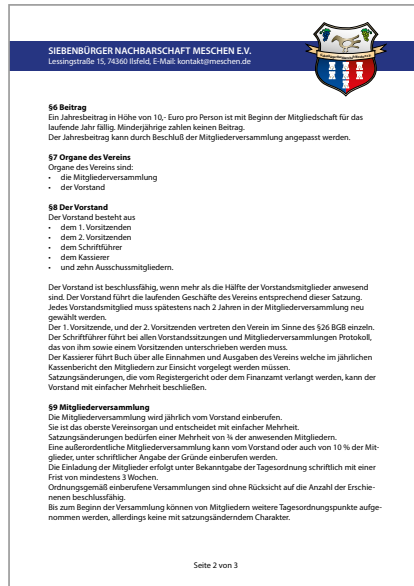 SIEBENBÜRGER NACHBARSCHAFT MESCHEN E.V.
Lessingstraße 15, 74360 Ilsfeld, E-Mail: kontakt@meschen.de
§6 Beitrag
Ein Jahresbeitrag in Höhe von 10,- Euro pro Person ist mit Beginn der Mitgliedschaft für das
laufende Jahr fällig. Minderjährige zahlen keinen Beitrag.
Der Jahresbeitrag kann durch Beschluß der Mitgliederversammlung angepasst werden.
§7 Organe des Vereins
Organe des Vereins sind:
• die Mitgliederversammlung
• der Vorstand
§8 Der Vorstand
Der Vorstand besteht aus
• dem 1. Vorsitzenden
• dem 2. Vorsitzenden
• dem Schriftführer
• dem Kassierer
• und zehn Ausschussmitgliedern.
Der Vorstand ist beschlussfähig, wenn mehr als die Hälfte der Vorstandsmitglieder anwesend
sind. Der Vorstand führt die laufenden Geschäfte des Vereins entsprechend dieser Satzung.
Jedes Vorstandsmitglied muss spätestens nach 2 Jahren in der Mitgliederversammlung neu
gewählt werden.
Der 1. Vorsitzende, und der 2. Vorsitzenden vertreten den Verein im Sinne des §26 BGB einzeln.
Der Schriftführer führt bei allen Vorstandssitzungen und Mitgliederversammlungen Protokoll,
das von ihm sowie einem Vorsitzenden unterschrieben werden muss.
Der Kassierer führt Buch über alle Einnahmen und Ausgaben des Vereins welche im jährlichen
Kassenbericht den Mitgliedern zur Einsicht vorgelegt werden müssen.
Satzungsänderungen, die vom Registergericht oder dem Finanzamt verlangt werden, kann der
Vorstand mit einfacher Mehrheit beschließen.
§9 Mitgliederversammlung
Die Mitgliederversammlung wird jährlich vom Vorstand einberufen.
Sie ist das oberste Vereinsorgan und entscheidet mit einfacher Mehrheit.
Satzungsänderungen bedürfen einer Mehrheit von ¾ der anwesenden Mitgliedern.
Eine außerordentliche Mitgliederversammlung kann vom Vorstand oder auch von 10 % der Mit-
glieder, unter schriftlicher Angabe der Gründe einberufen werden.
Die Einladung der Mitglieder erfolgt unter Bekanntgabe der Tagesordnung schriftlich mit einer
Frist von mindestens 3 Wochen.
Ordnungsgemäß einberufene Versammlungen sind ohne Rücksicht auf die Anzahl der Erschie-
nenen beschlussfähig.
Bis zum Beginn der Versammlung können von Mitgliedern weitere Tagesordnungspunkte aufge-
nommen werden, allerdings keine mit satzungsänderndem Charakter.
Seite 2 von 3